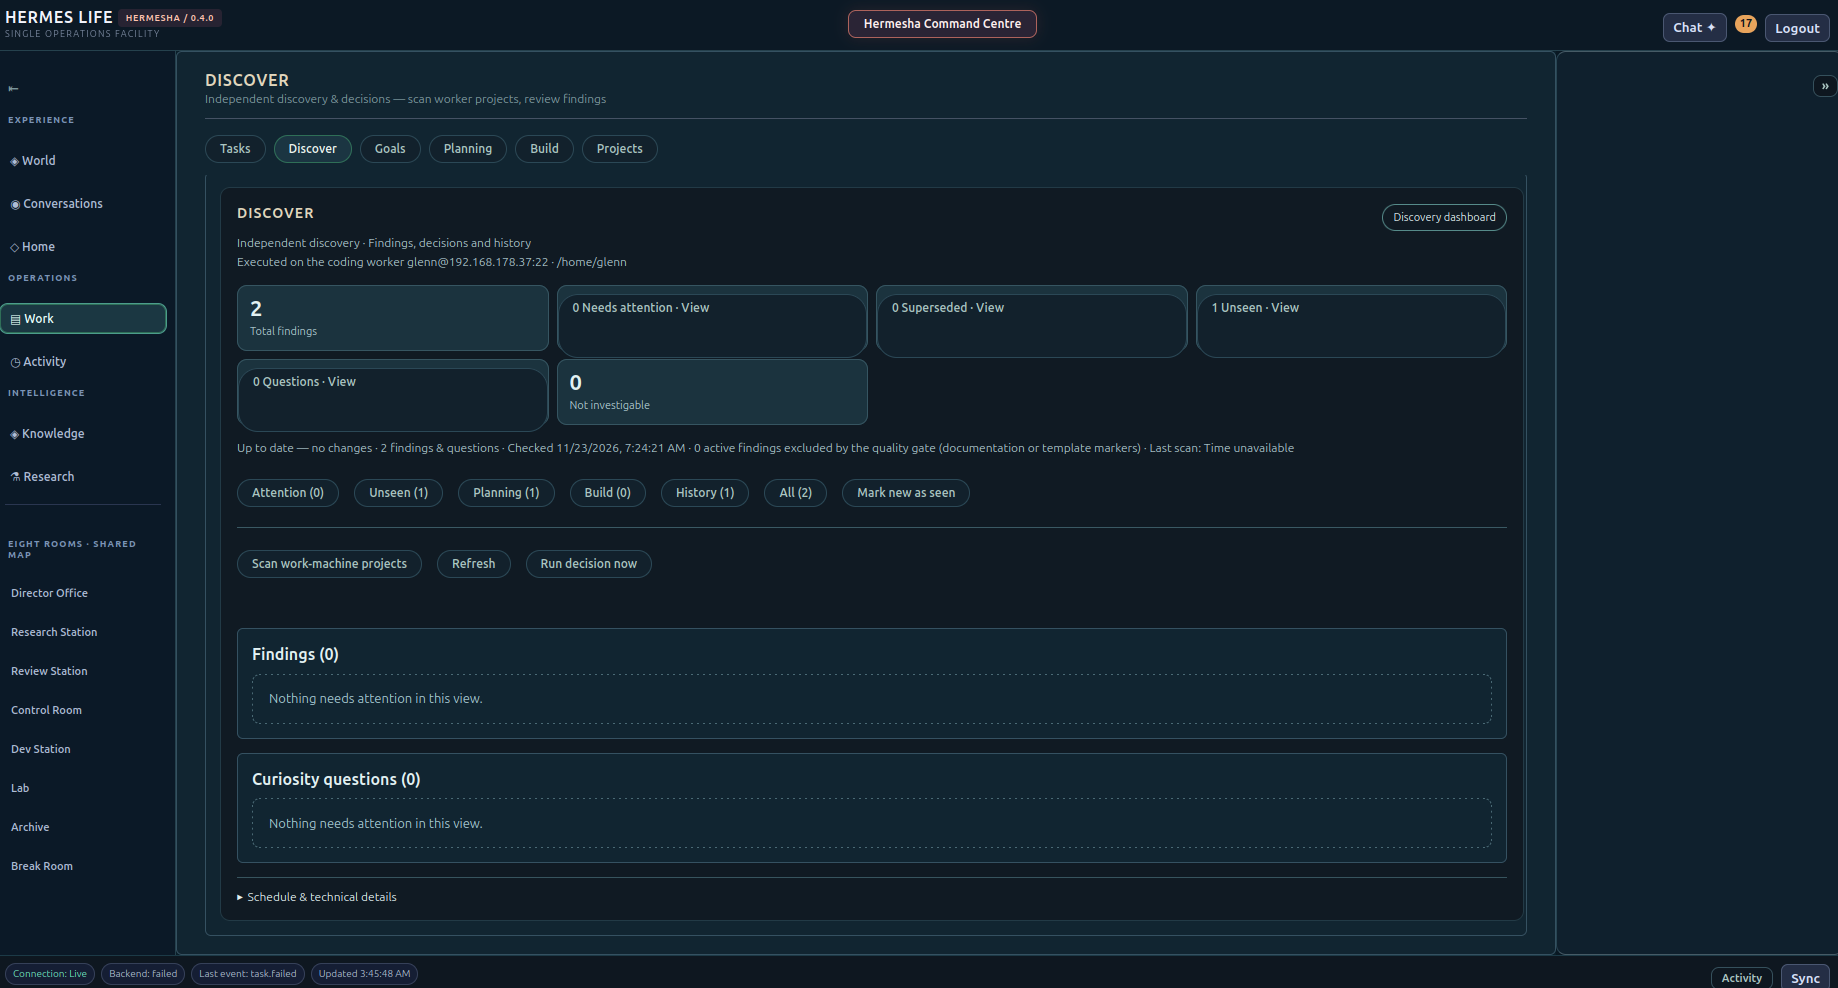 HERMES LIFE HERMESHA / 0.4.0
SINGLE OPERATIONS FACILITY
Hermesha Command Centre
Chat ✦ 17 Logout
⇤
EXPERIENCE
◈ World
◉ Conversations
◇ Home
OPERATIONS
▤ Work
◷ Activity
INTELLIGENCE
◈ Knowledge
⚗ Research
EIGHT ROOMS · SHARED
MAP
Director Office
Research Station
Review Station
Control Room
Dev Station
Lab
Archive
Break Room
DISCOVER
Independent discovery & decisions — scan worker projects, review findings
Tasks Discover Goals Planning Build Projects
DISCOVER
Discovery dashboard
Independent discovery · Findings, decisions and history
Executed on the coding worker glenn@192.168.178.37:22 · /home/glenn
2
Total findings
0 Needs attention · View
0 Superseded · View
1 Unseen · View
0 Questions · View
0
Not investigable
Up to date — no changes · 2 findings & questions · Checked 11/23/2026, 7:24:21 AM · 0 active findings excluded by the quality gate (documentation or template markers) · Last scan: Time unavailable
Attention (0) Unseen (1) Planning (1) Build (0) History (1) All (2) Mark new as seen
Scan work-machine projects Refresh Run decision now
Findings (0)
Nothing needs attention in this view.
Curiosity questions (0)
Nothing needs attention in this view.
▸ Schedule & technical details
»
Connection: Live Backend: failed Last event: task.failed Updated 3:45:48 AM
Activity Sync